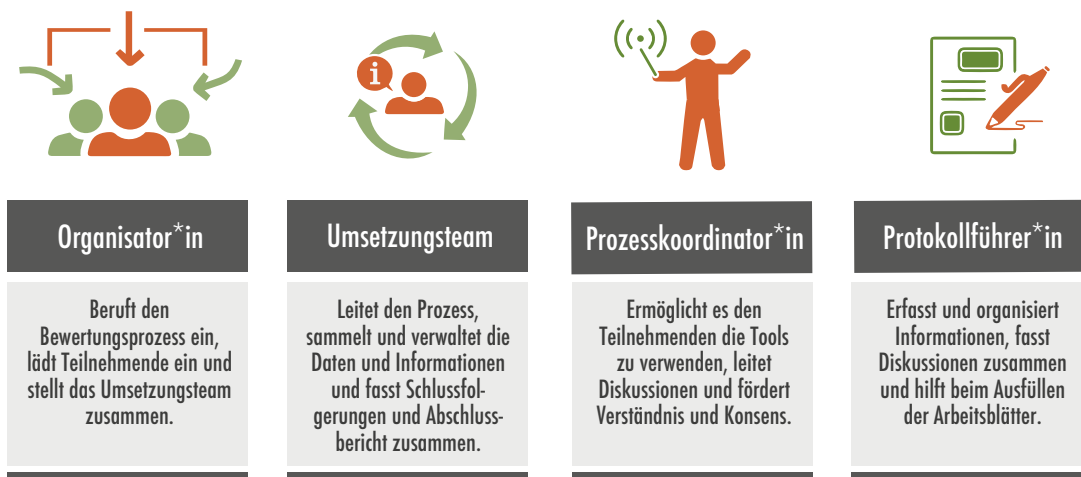 i
Organisator*in
Beruft den
Bewertungsprozess ein,
lädt Teilnehmende ein und
stellt das Umsetzungsteam
zusammen.
Umsetzungsteam
Leitet den Prozess,
sammelt und verwaltet die
Daten und Informationen
und fasst Schlussfol-
gerungen und Abschluss-
bericht zusammen.
Prozesskoordinator*in
Ermöglicht es den
Teilnehmenden die Tools
zu verwenden, leitet
Diskussionen und fördert
Verständnis und Konsens.
Protokollführer*in
Erfasst und organisiert
Informationen, fasst
Diskussionen zusammen
und hilft beim Ausfüllen
der Arbeitsblätter.